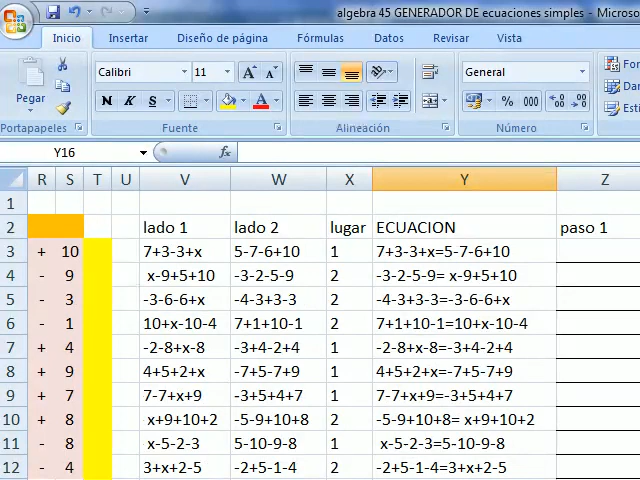 algebra 45 GENERADOR DE ecuaciones simples - Microso
Inicio Insertar Diseño de página Fórmulas Datos Revisar Vista
Calibri 11 A A General
Pegar N K S A % 000 ,0 ,00 ,00 ,0
Portapapeles Fuente Alineación Número
Y16 fx
R S T U V W X Y Z
1
2 lado 1 lado 2 lugar ECUACION paso 1
3 + 10 7+3-3+x 5-7-6+10 1 7+3-3+x=5-7-6+10
4 - 9 x-9+5+10 -3-2-5-9 2 -3-2-5-9= x-9+5+10
5 - 3 -3-6-6+x -4-3+3-3 2 -4-3+3-3=-3-6-6+x
6 - 1 10+x-10-4 7+1+10-1 2 7+1+10-1=10+x-10-4
7 + 4 -2-8+x-8 -3+4-2+4 1 -2-8+x-8=-3+4-2+4
8 + 9 4+5+2+x -7+5-7+9 1 4+5+2+x=-7+5-7+9
9 + 7 7-7+x+9 -3+5+4+7 1 7-7+x+9=-3+5+4+7
10 + 8 x+9+10+2 -5-9+10+8 2 -5-9+10+8= x+9+10+2
11 - 8 x-5-2-3 5-10-9-8 1 x-5-2-3=5-10-9-8
12 - 4 3+x+2-5 -2+5-1-4 2 -2+5-1-4=3+x+2-5